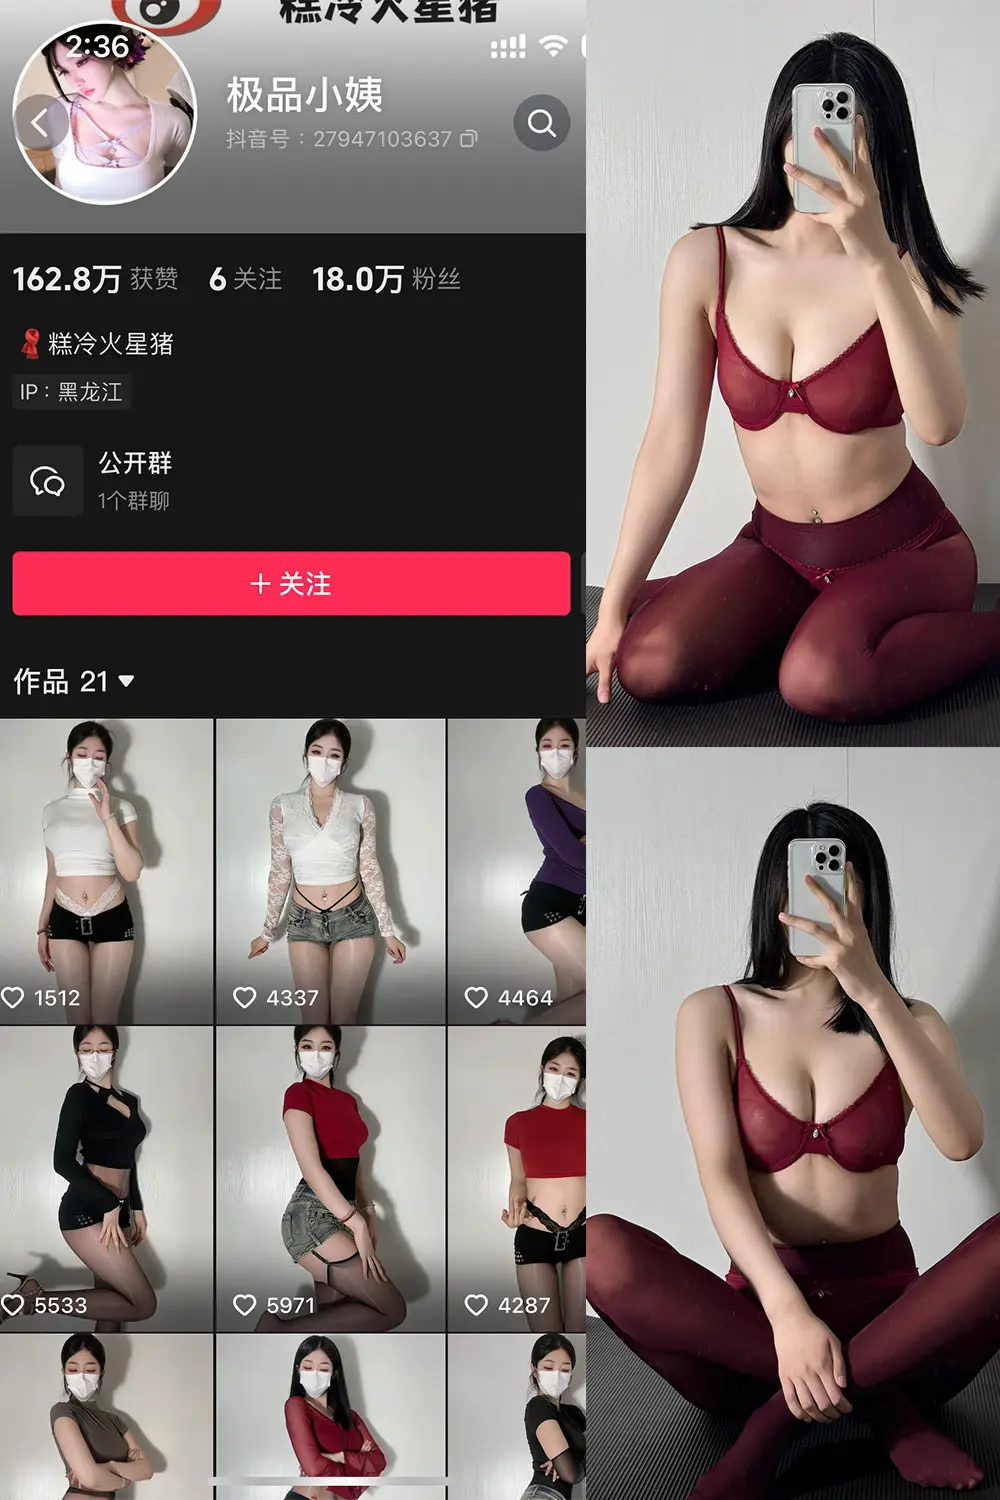 糕冷火星猪
2:36
极品小姨
抖音号：27947103637
162.8万 获赞 6 关注 18.0万 粉丝
糕冷火星猪
IP：黑龙江
公开群
1个群聊
＋关注
作品 21
1512 4337 4464
5533 5971 4287